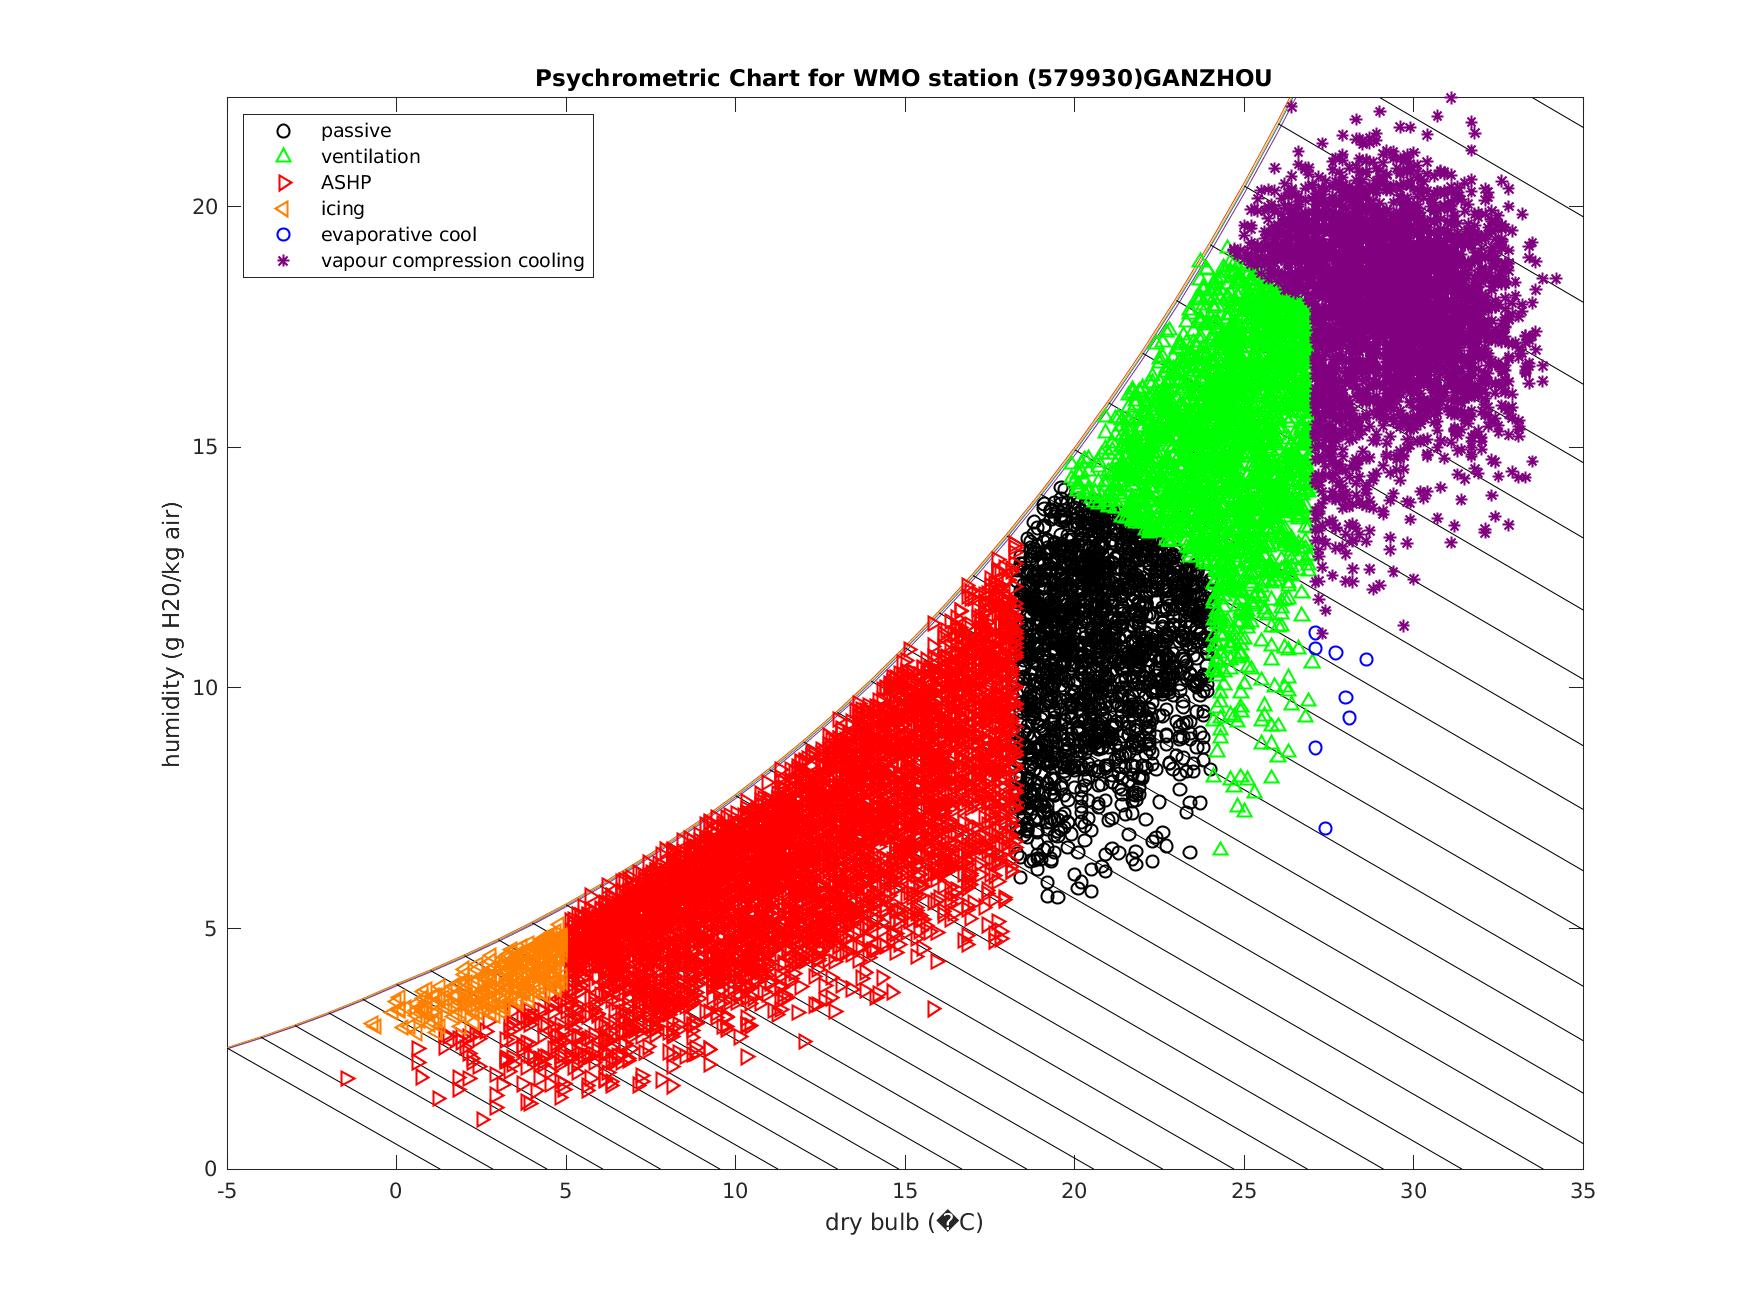 Psychrometric Chart for WMO station (579930)GANZHOU
passive
ventilation
ASHP
icing
evaporative cool
vapour compression cooling
humidity (g H20/kg air)
20
15
10
5
0
-5 0 5 10 15 20 25 30 35
dry bulb (�C)